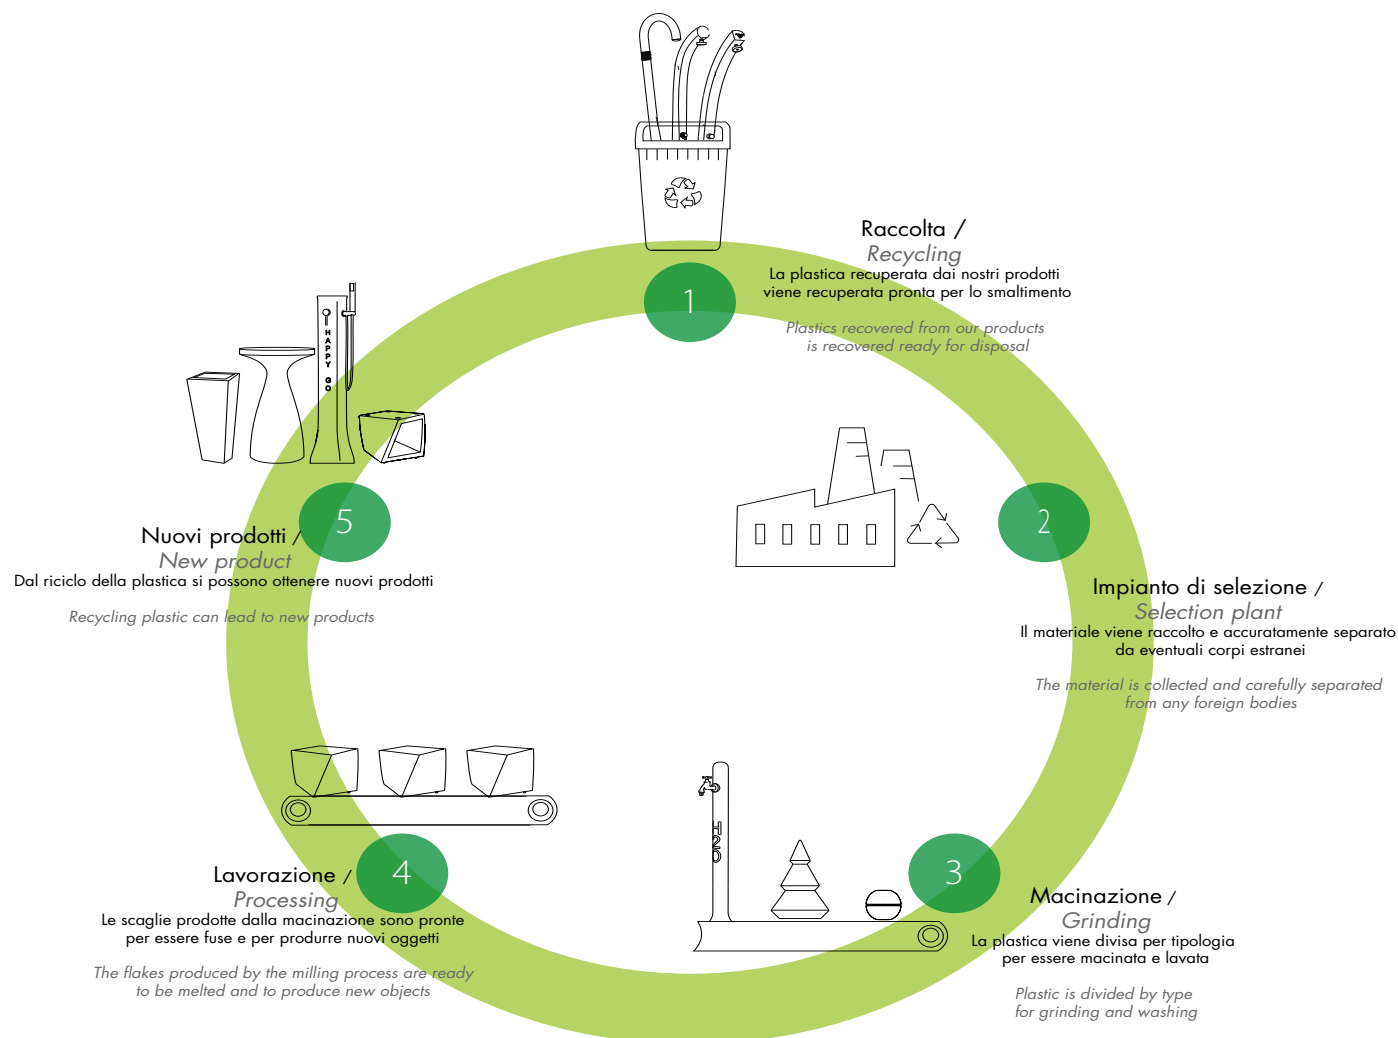 1
Raccolta /
Recycling
La plastica recuperata dai nostri prodotti
viene recuperata pronta per lo smaltimento
Plastics recovered from our products
is recovered ready for disposal
2
Impianto di selezione /
Selection plant
Il materiale viene raccolto e accuratamente separato
da eventuali corpi estranei
The material is collected and carefully separated
from any foreign bodies
H2O
3
Macinazione /
Grinding
La plastica viene divisa per tipologia
per essere macinata e lavata
Plastic is divided by type
for grinding and washing
4
Lavorazione /
Processing
Le scaglie prodotte dalla macinazione sono pronte
per essere fuse e per produrre nuovi oggetti
The flakes produced by the milling process are ready
to be melted and to produce new objects
HAPPY GO
5
Nuovi prodotti /
New product
Dal riciclo della plastica si possono ottenere nuovi prodotti
Recycling plastic can lead to new products